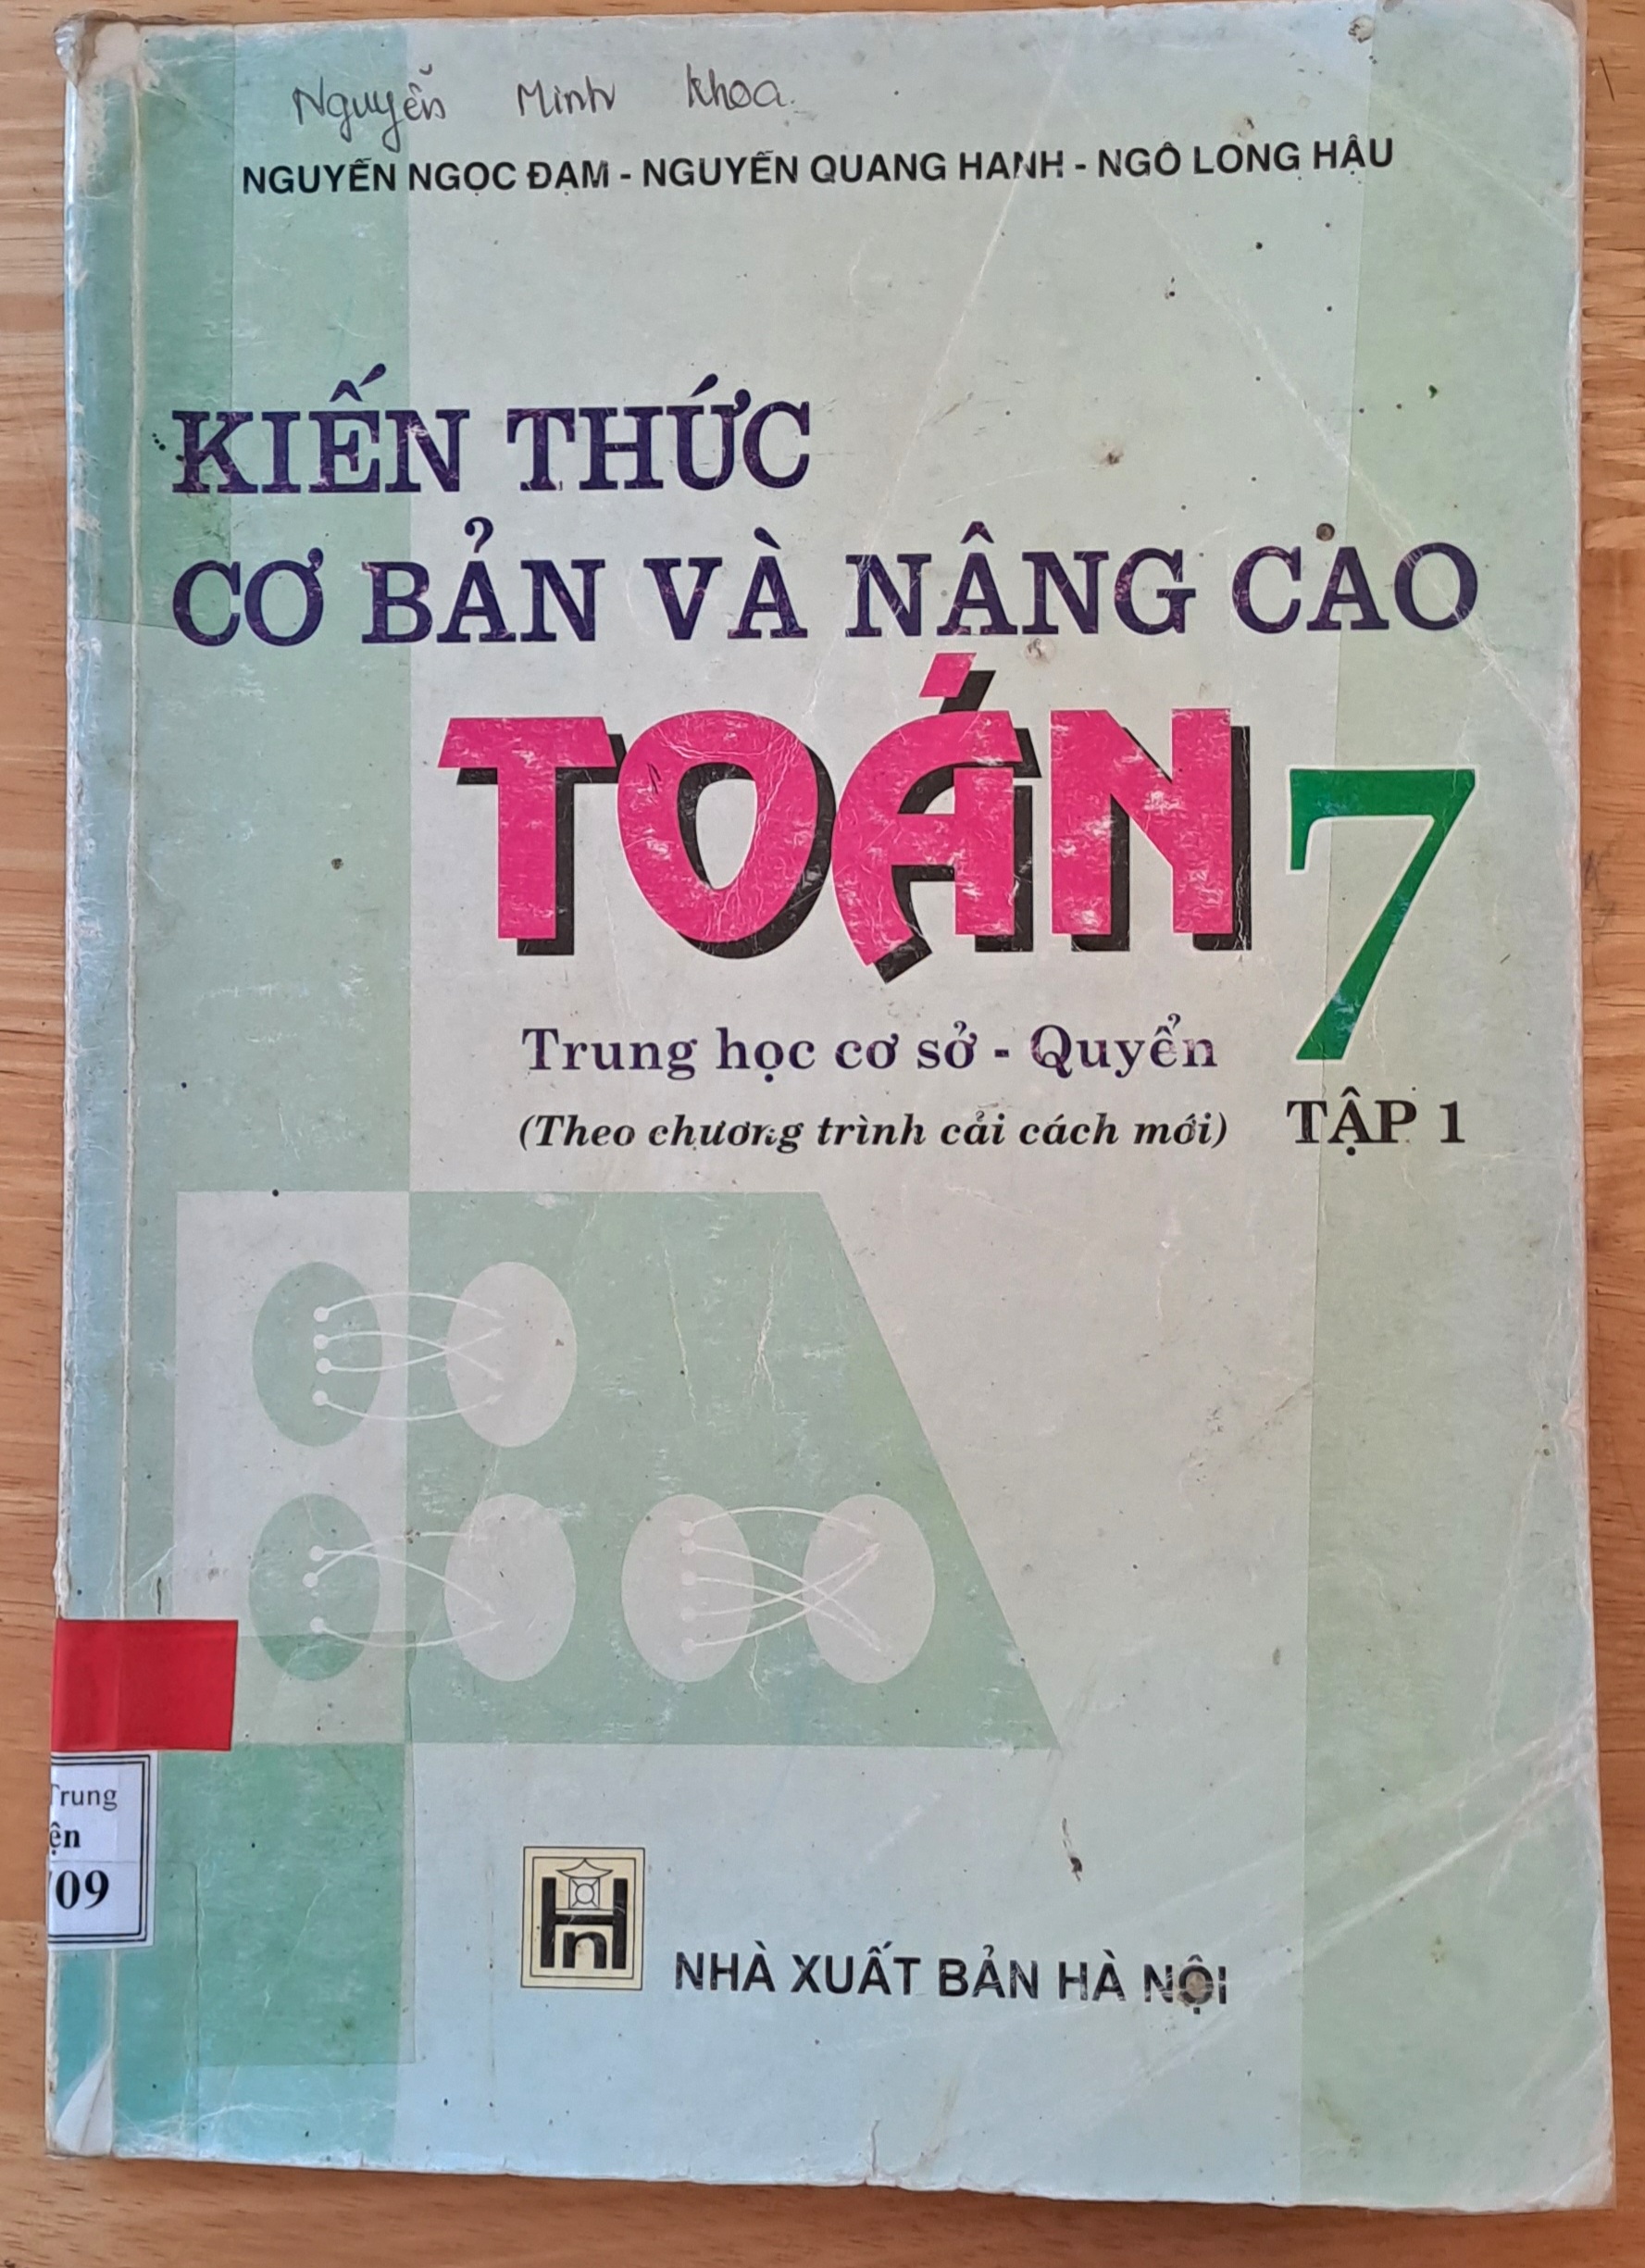 Nguyễn Minh Khoa.
NGUYỄN NGỌC ĐẠM - NGUYỄN QUANG HANH - NGÔ LONG HẬU
KIẾN THỨC
CƠ BẢN VÀ NÂNG CAO
TOÁN 7
Trung học cơ sở - Quyển
(Theo chương trình cải cách mới) TẬP 1
Trung
ện
09
Hn
NHÀ XUẤT BẢN HÀ NỘI